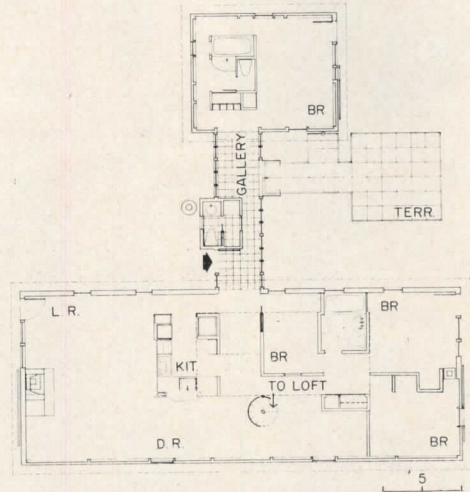 BR
GALLERY
TERR.
L R.
BR
KIT.
BR
TO LOFT
D R.
BR
5